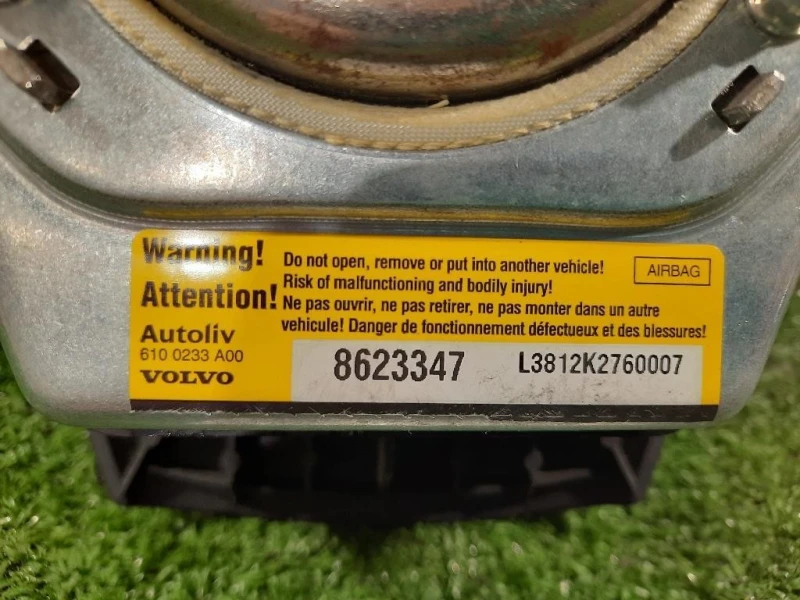 Warning!
Attention!
Do not open, remove or put into another vehicle!
Risk of malfunctioning and bodily injury!
Ne pas ouvrir, ne pas retirer, ne pas monter dans un autre
vehicule! Danger de fonctionnement défectueux et des blessures!
AIRBAG
Autoliv
610 0233 A00
VOLVO
8623347
L3812K2760007